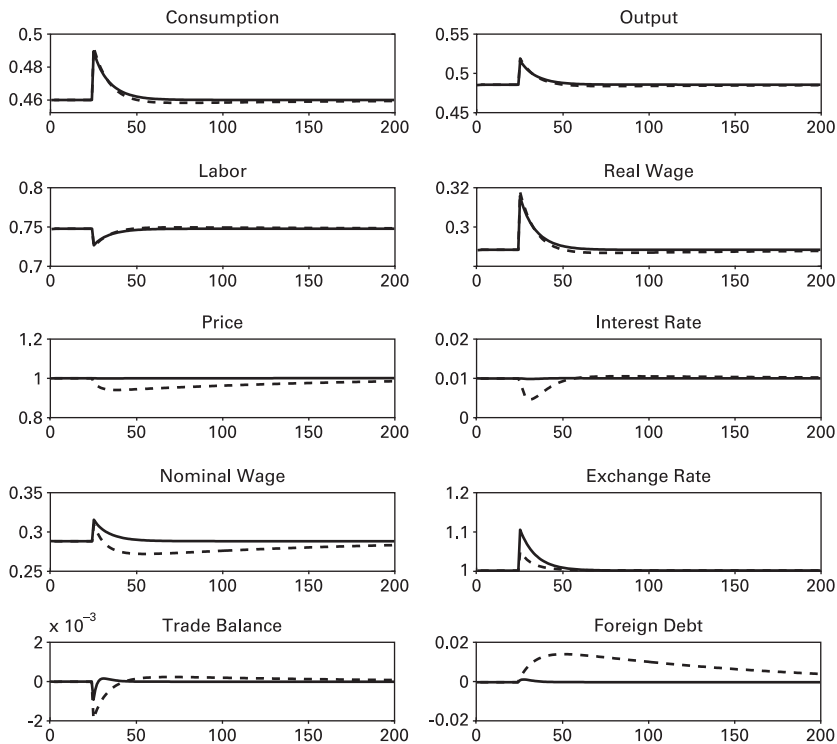 Consumption
0.5
0.48
0.46
0 50 100 150 200
Output
0.55
0.5
0.45
0 50 100 150 200
Labor
0.8
0.75
0.7
0 50 100 150 200
Real Wage
0.32
0.3
0 50 100 150 200
Price
1.2
1
0.8
0 50 100 150 200
Interest Rate
0.02
0.01
0
0 50 100 150 200
Nominal Wage
0.35
0.3
0.25
0 50 100 150 200
Exchange Rate
1.2
1.1
1
0 50 100 150 200
x 10⁻³
Trade Balance
2
0
-2
0 50 100 150 200
Foreign Debt
0.02
0
-0.02
0 50 100 150 200